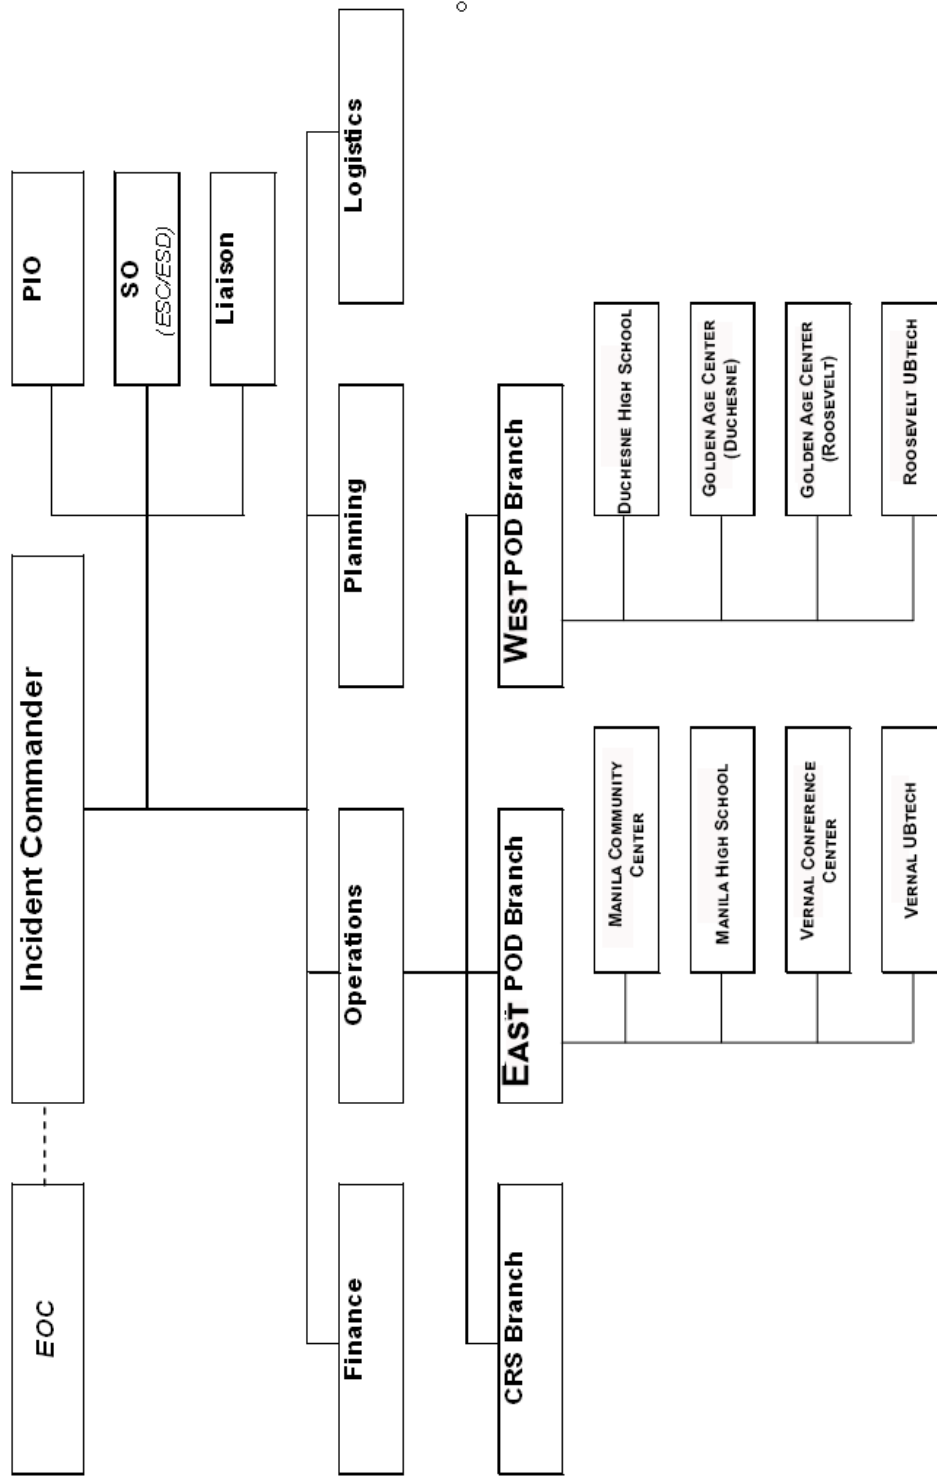 EOC
Incident Commander
PIO
SO
(ESC/ESD)
Liaison
Finance
Operations
Planning
Logistics
CRS Branch
EAST POD Branch
WEST POD Branch
MANILA COMMUNITY
CENTER
MANILA HIGH SCHOOL
VERNAL CONFERENCE
CENTER
VERNAL UBTECH
DUCHESNE HIGH SCHOOL
GOLDEN AGE CENTER
(DUCHESNE)
GOLDEN AGE CENTER
(ROOSEVELT)
ROOSEVELT UBTECH